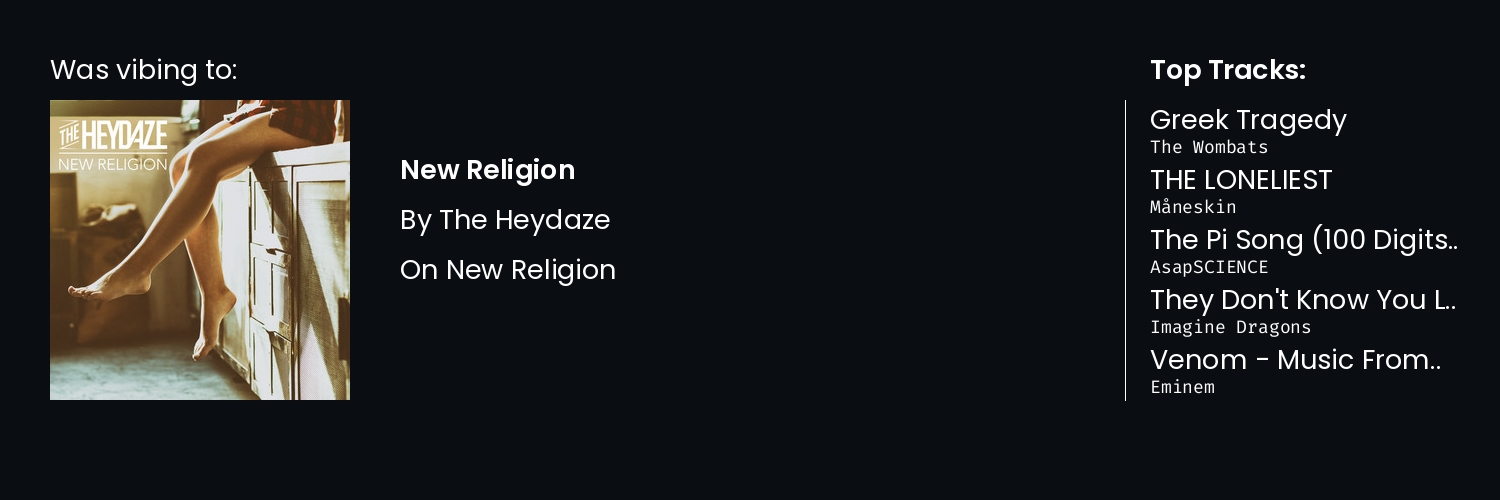 Was vibing to:
THE HEYDAZE
NEW RELIGION
New Religion
By The Heydaze
On New Religion
Top Tracks:
Greek Tragedy
The Wombats
THE LONELIEST
Måneskin
The Pi Song (100 Digits..
AsapSCIENCE
They Don't Know You L..
Imagine Dragons
Venom - Music From..
Eminem